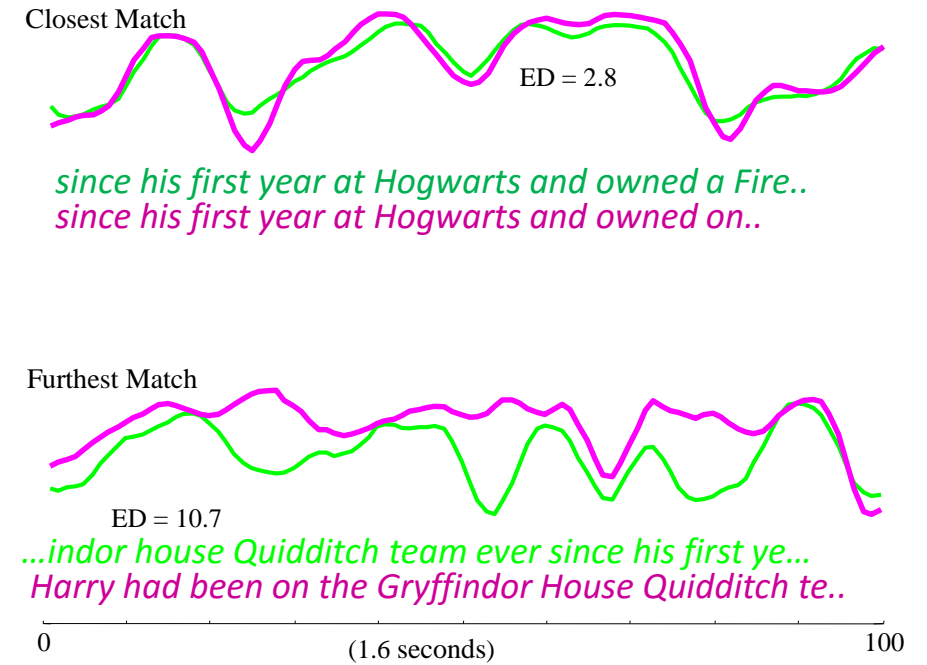 Closest Match
ED = 2.8
since his first year at Hogwarts and owned a Fire..
since his first year at Hogwarts and owned on..
Furthest Match
ED = 10.7
…indor house Quidditch team ever since his first ye…
Harry had been on the Gryffindor House Quidditch te..
0
(1.6 seconds)
100